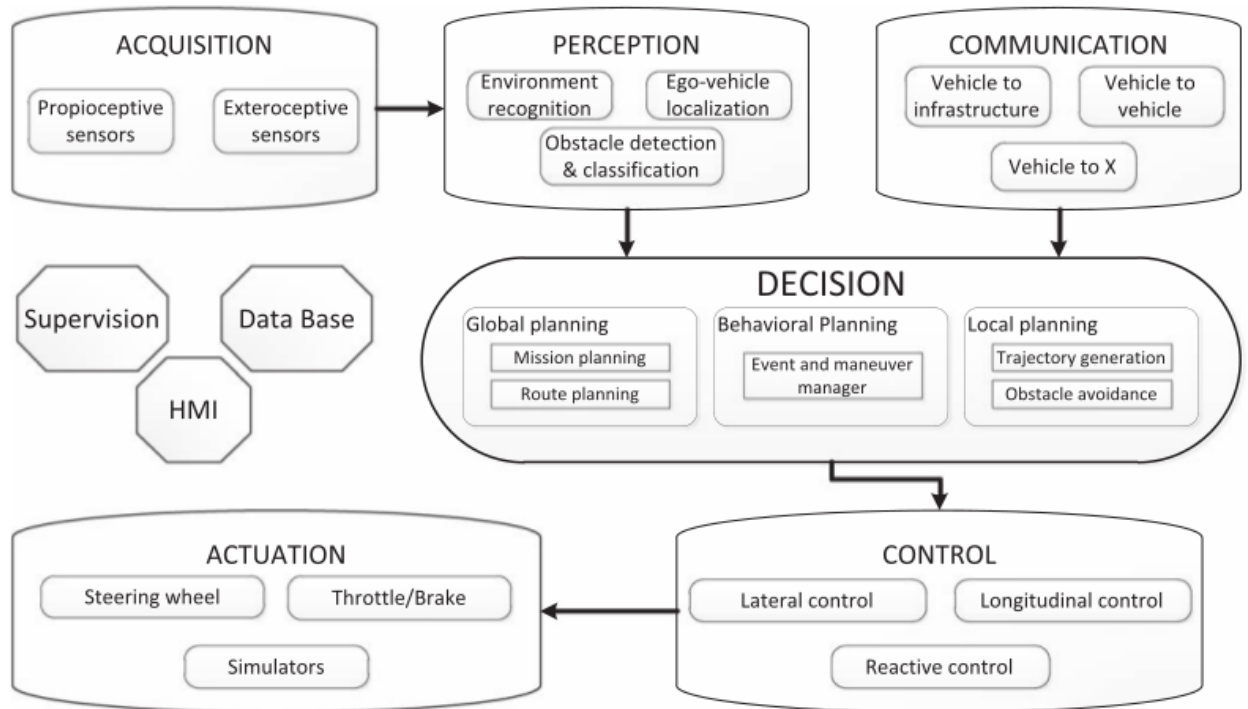 ACQUISITION
Propioceptive
sensors
Exteroceptive
sensors
PERCEPTION
Environment
recognition
Ego-vehicle
localization
Obstacle detection
& classification
COMMUNICATION
Vehicle to
infrastructure
Vehicle to
vehicle
Vehicle to X
Supervision
Data Base
HMI
DECISION
Global planning
Mission planning
Route planning
Behavioral Planning
Event and maneuver
manager
Local planning
Trajectory generation
Obstacle avoidance
ACTUATION
Steering wheel
Throttle/Brake
Simulators
CONTROL
Lateral control
Longitudinal control
Reactive control